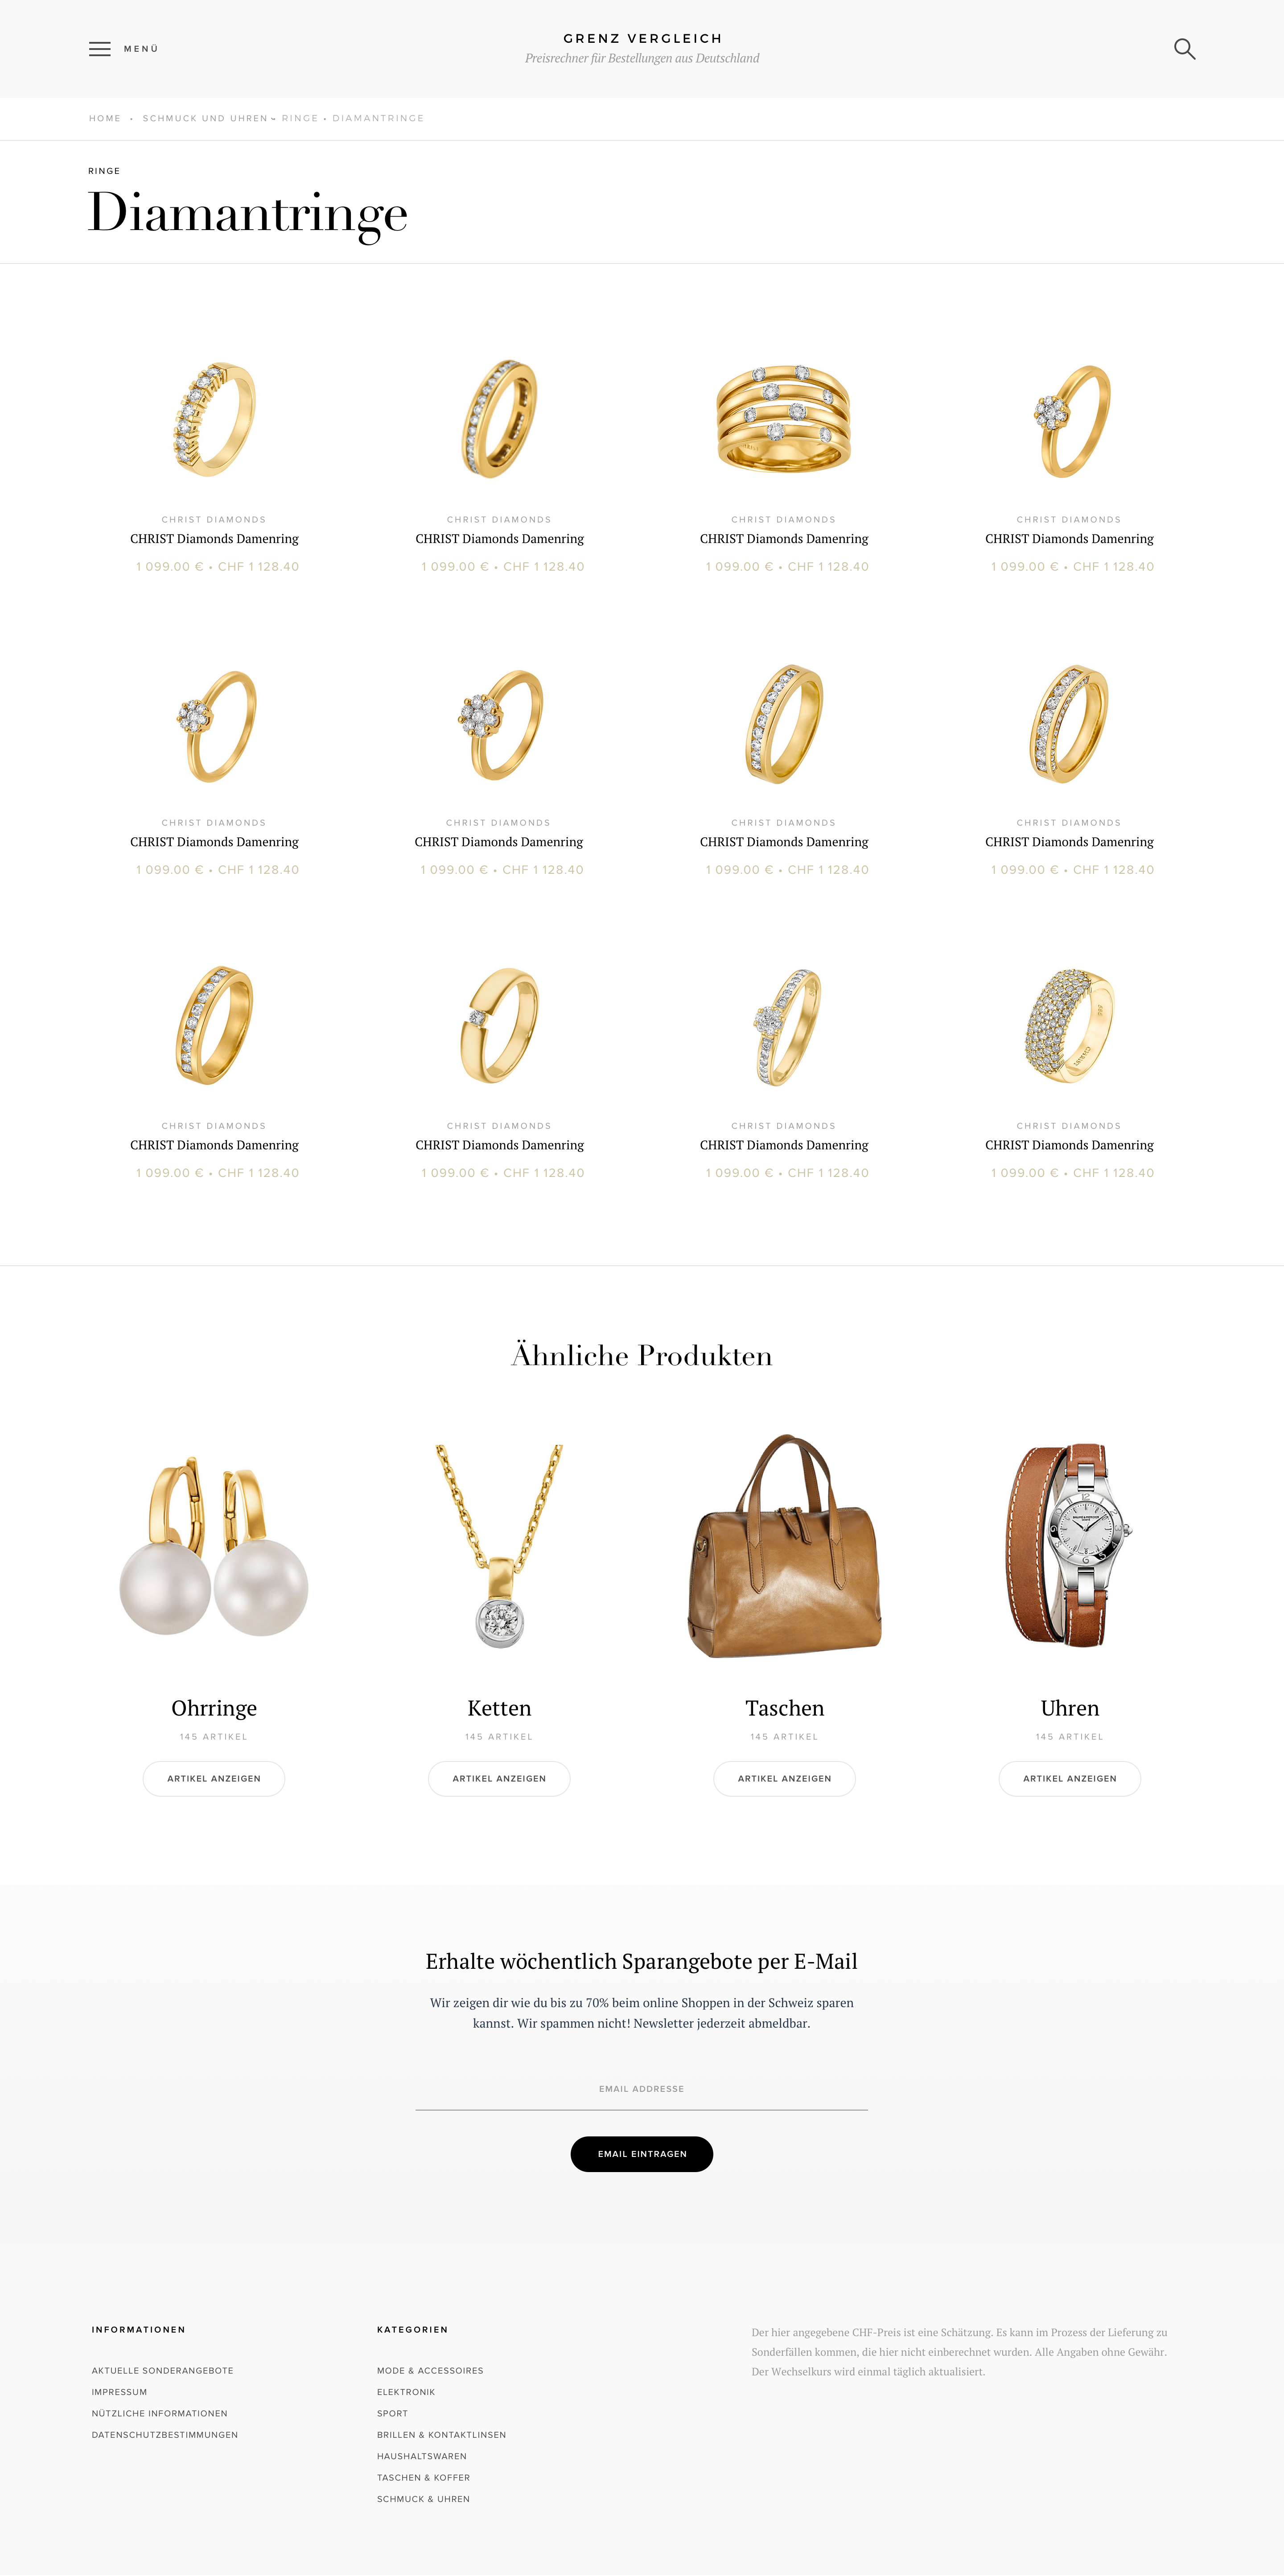 MENÜ
GRENZ VERGLEICH
Preisrechner für Bestellungen aus Deutschland
HOME • SCHMUCK UND UHREN • RINGE • DIAMANTRINGE
RINGE
Diamantringe
CHRIST DIAMONDS CHRIST DIAMONDS CHRIST DIAMONDS CHRIST DIAMONDS
CHRIST Diamonds Damenring CHRIST Diamonds Damenring CHRIST Diamonds Damenring CHRIST Diamonds Damenring
1 099.00 € • CHF 1 128.40 1 099.00 € • CHF 1 128.40 1 099.00 € • CHF 1 128.40 1 099.00 € • CHF 1 128.40
CHRIST DIAMONDS CHRIST DIAMONDS CHRIST DIAMONDS CHRIST DIAMONDS
CHRIST Diamonds Damenring CHRIST Diamonds Damenring CHRIST Diamonds Damenring CHRIST Diamonds Damenring
1 099.00 € • CHF 1 128.40 1 099.00 € • CHF 1 128.40 1 099.00 € • CHF 1 128.40 1 099.00 € • CHF 1 128.40
CHRIST DIAMONDS CHRIST DIAMONDS CHRIST DIAMONDS CHRIST DIAMONDS
CHRIST Diamonds Damenring CHRIST Diamonds Damenring CHRIST Diamonds Damenring CHRIST Diamonds Damenring
1 099.00 € • CHF 1 128.40 1 099.00 € • CHF 1 128.40 1 099.00 € • CHF 1 128.40 1 099.00 € • CHF 1 128.40
Ähnliche Produkten
Ohrringe Ketten Taschen Uhren
145 ARTIKEL 145 ARTIKEL 145 ARTIKEL 145 ARTIKEL
ARTIKEL ANZEIGEN ARTIKEL ANZEIGEN ARTIKEL ANZEIGEN ARTIKEL ANZEIGEN
Erhalte wöchentlich Sparangebote per E-Mail
Wir zeigen dir wie du bis zu 70% beim online Shoppen in der Schweiz sparen
kannst. Wir spammen nicht! Newsletter jederzeit abmeldbar.
EMAIL ADDRESSE
EMAIL EINTRAGEN
INFORMATIONEN
AKTUELLE SONDERANGEBOTE
IMPRESSUM
NÜTZLICHE INFORMATIONEN
DATENSCHUTZBESTIMMUNGEN
KATEGORIEN
MODE & ACCESSOIRES
ELEKTRONIK
SPORT
BRILLEN & KONTAKTLINSEN
HAUSHALTSWAREN
TASCHEN & KOFFER
SCHMUCK & UHREN
Der hier angegebene CHF-Preis ist eine Schätzung. Es kann im Prozess der Lieferung zu
Sonderfällen kommen, die hier nicht einberechnet wurden. Alle Angaben ohne Gewähr.
Der Wechselkurs wird einmal täglich aktualisiert.